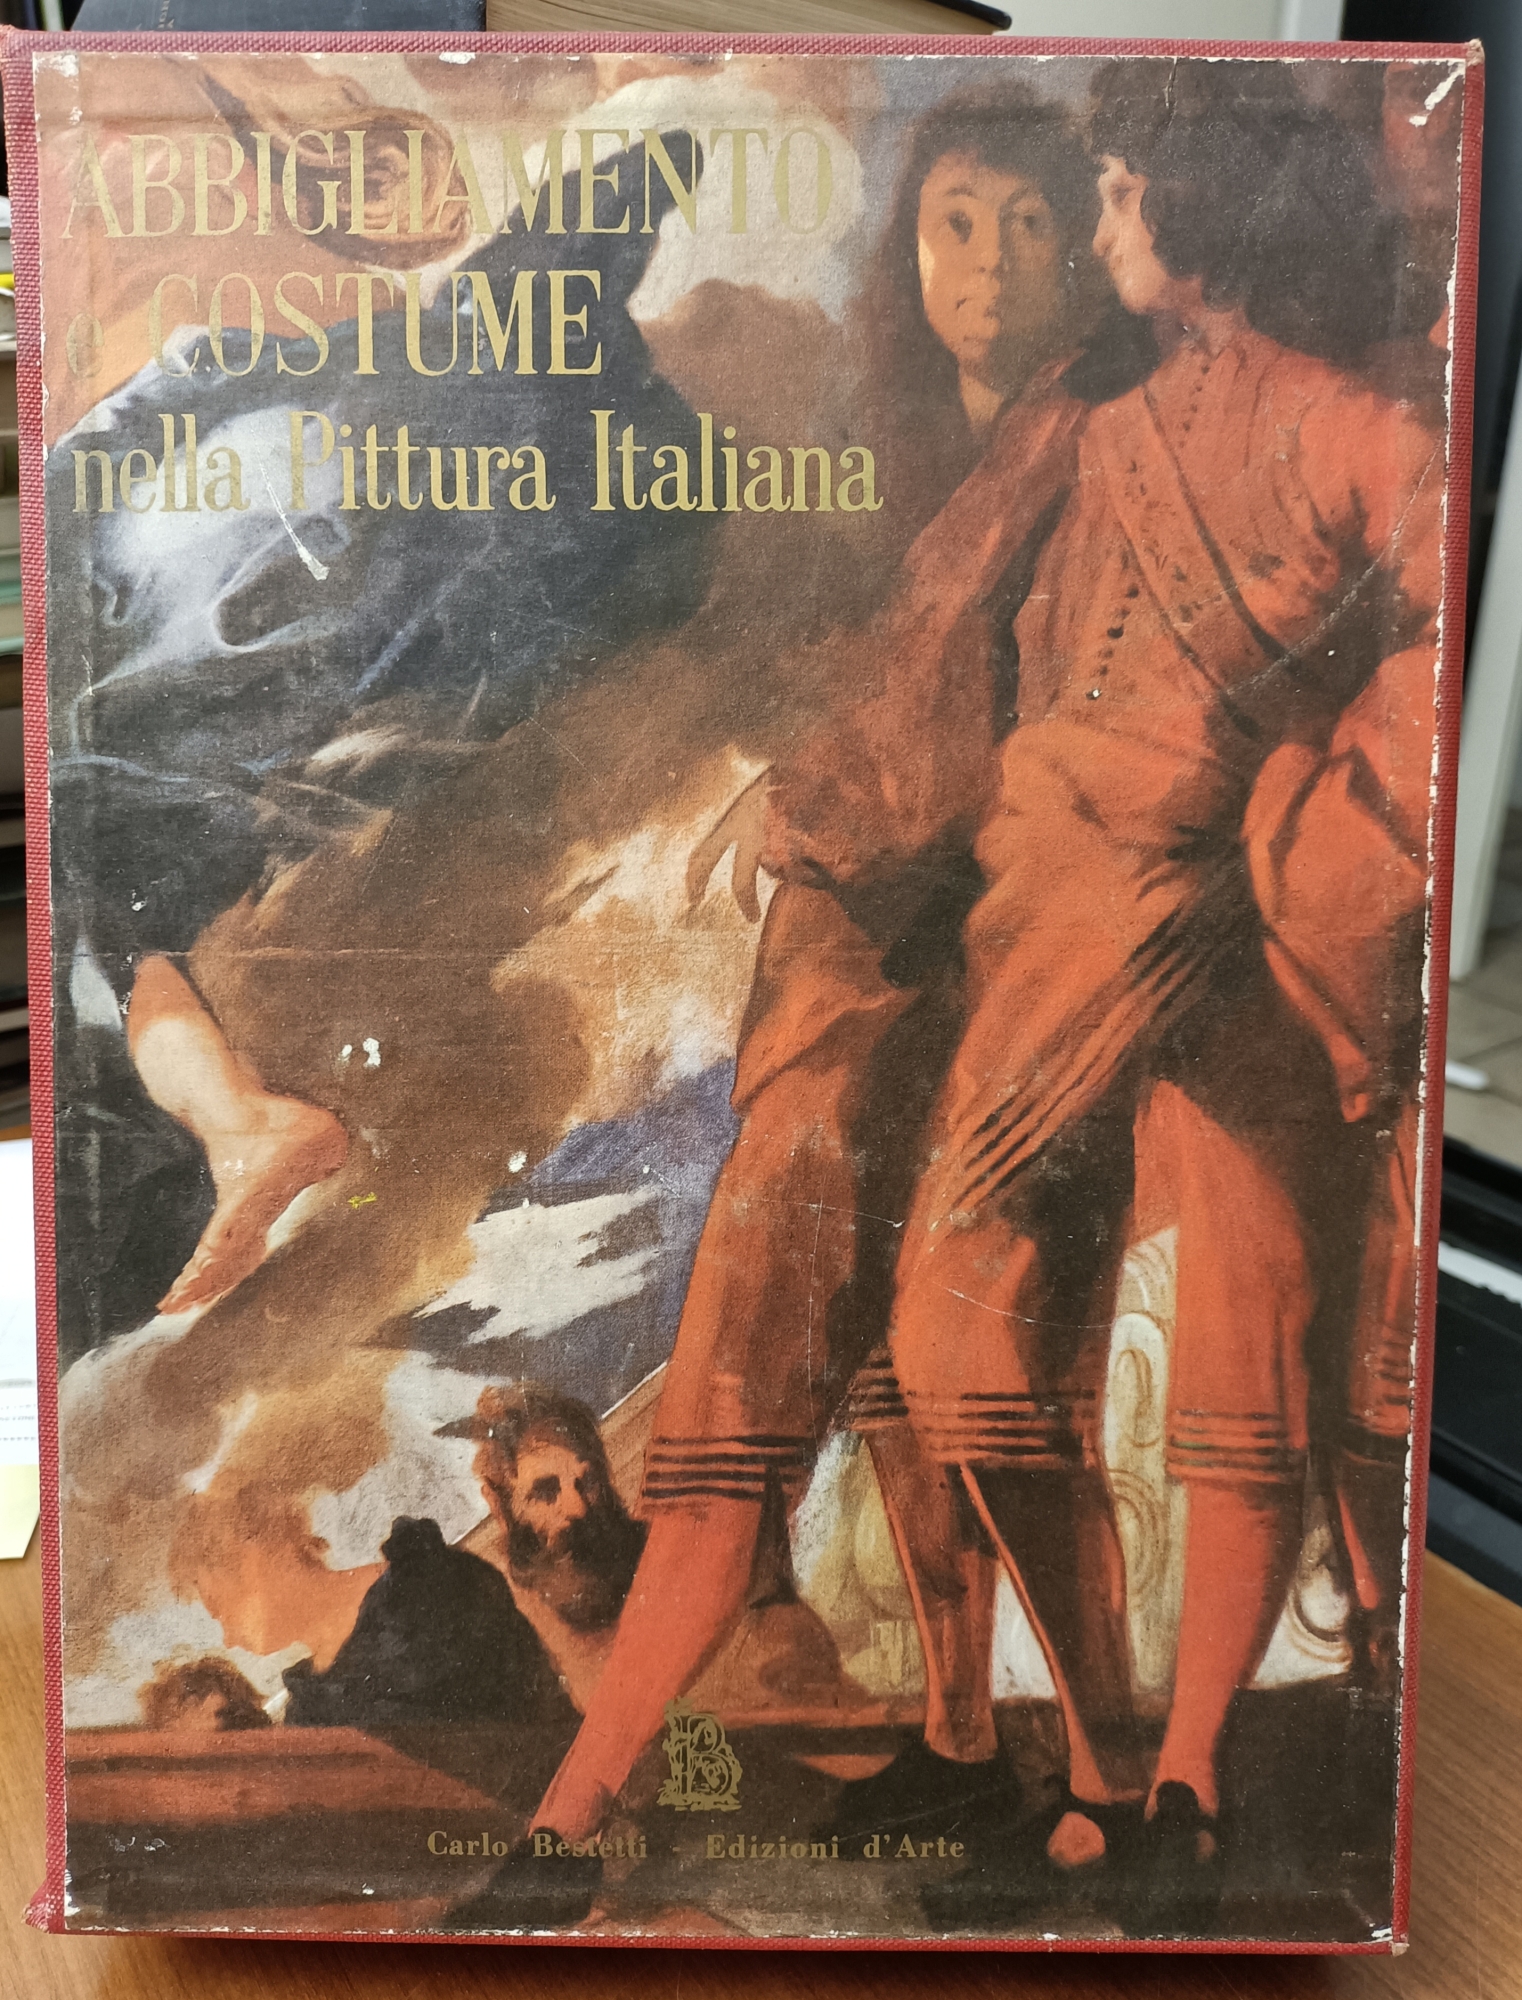 ABBIGLIAMENTO
e COSTUME
nella Pittura Italiana
B
Carlo Bestetti - Edizioni d'Arte